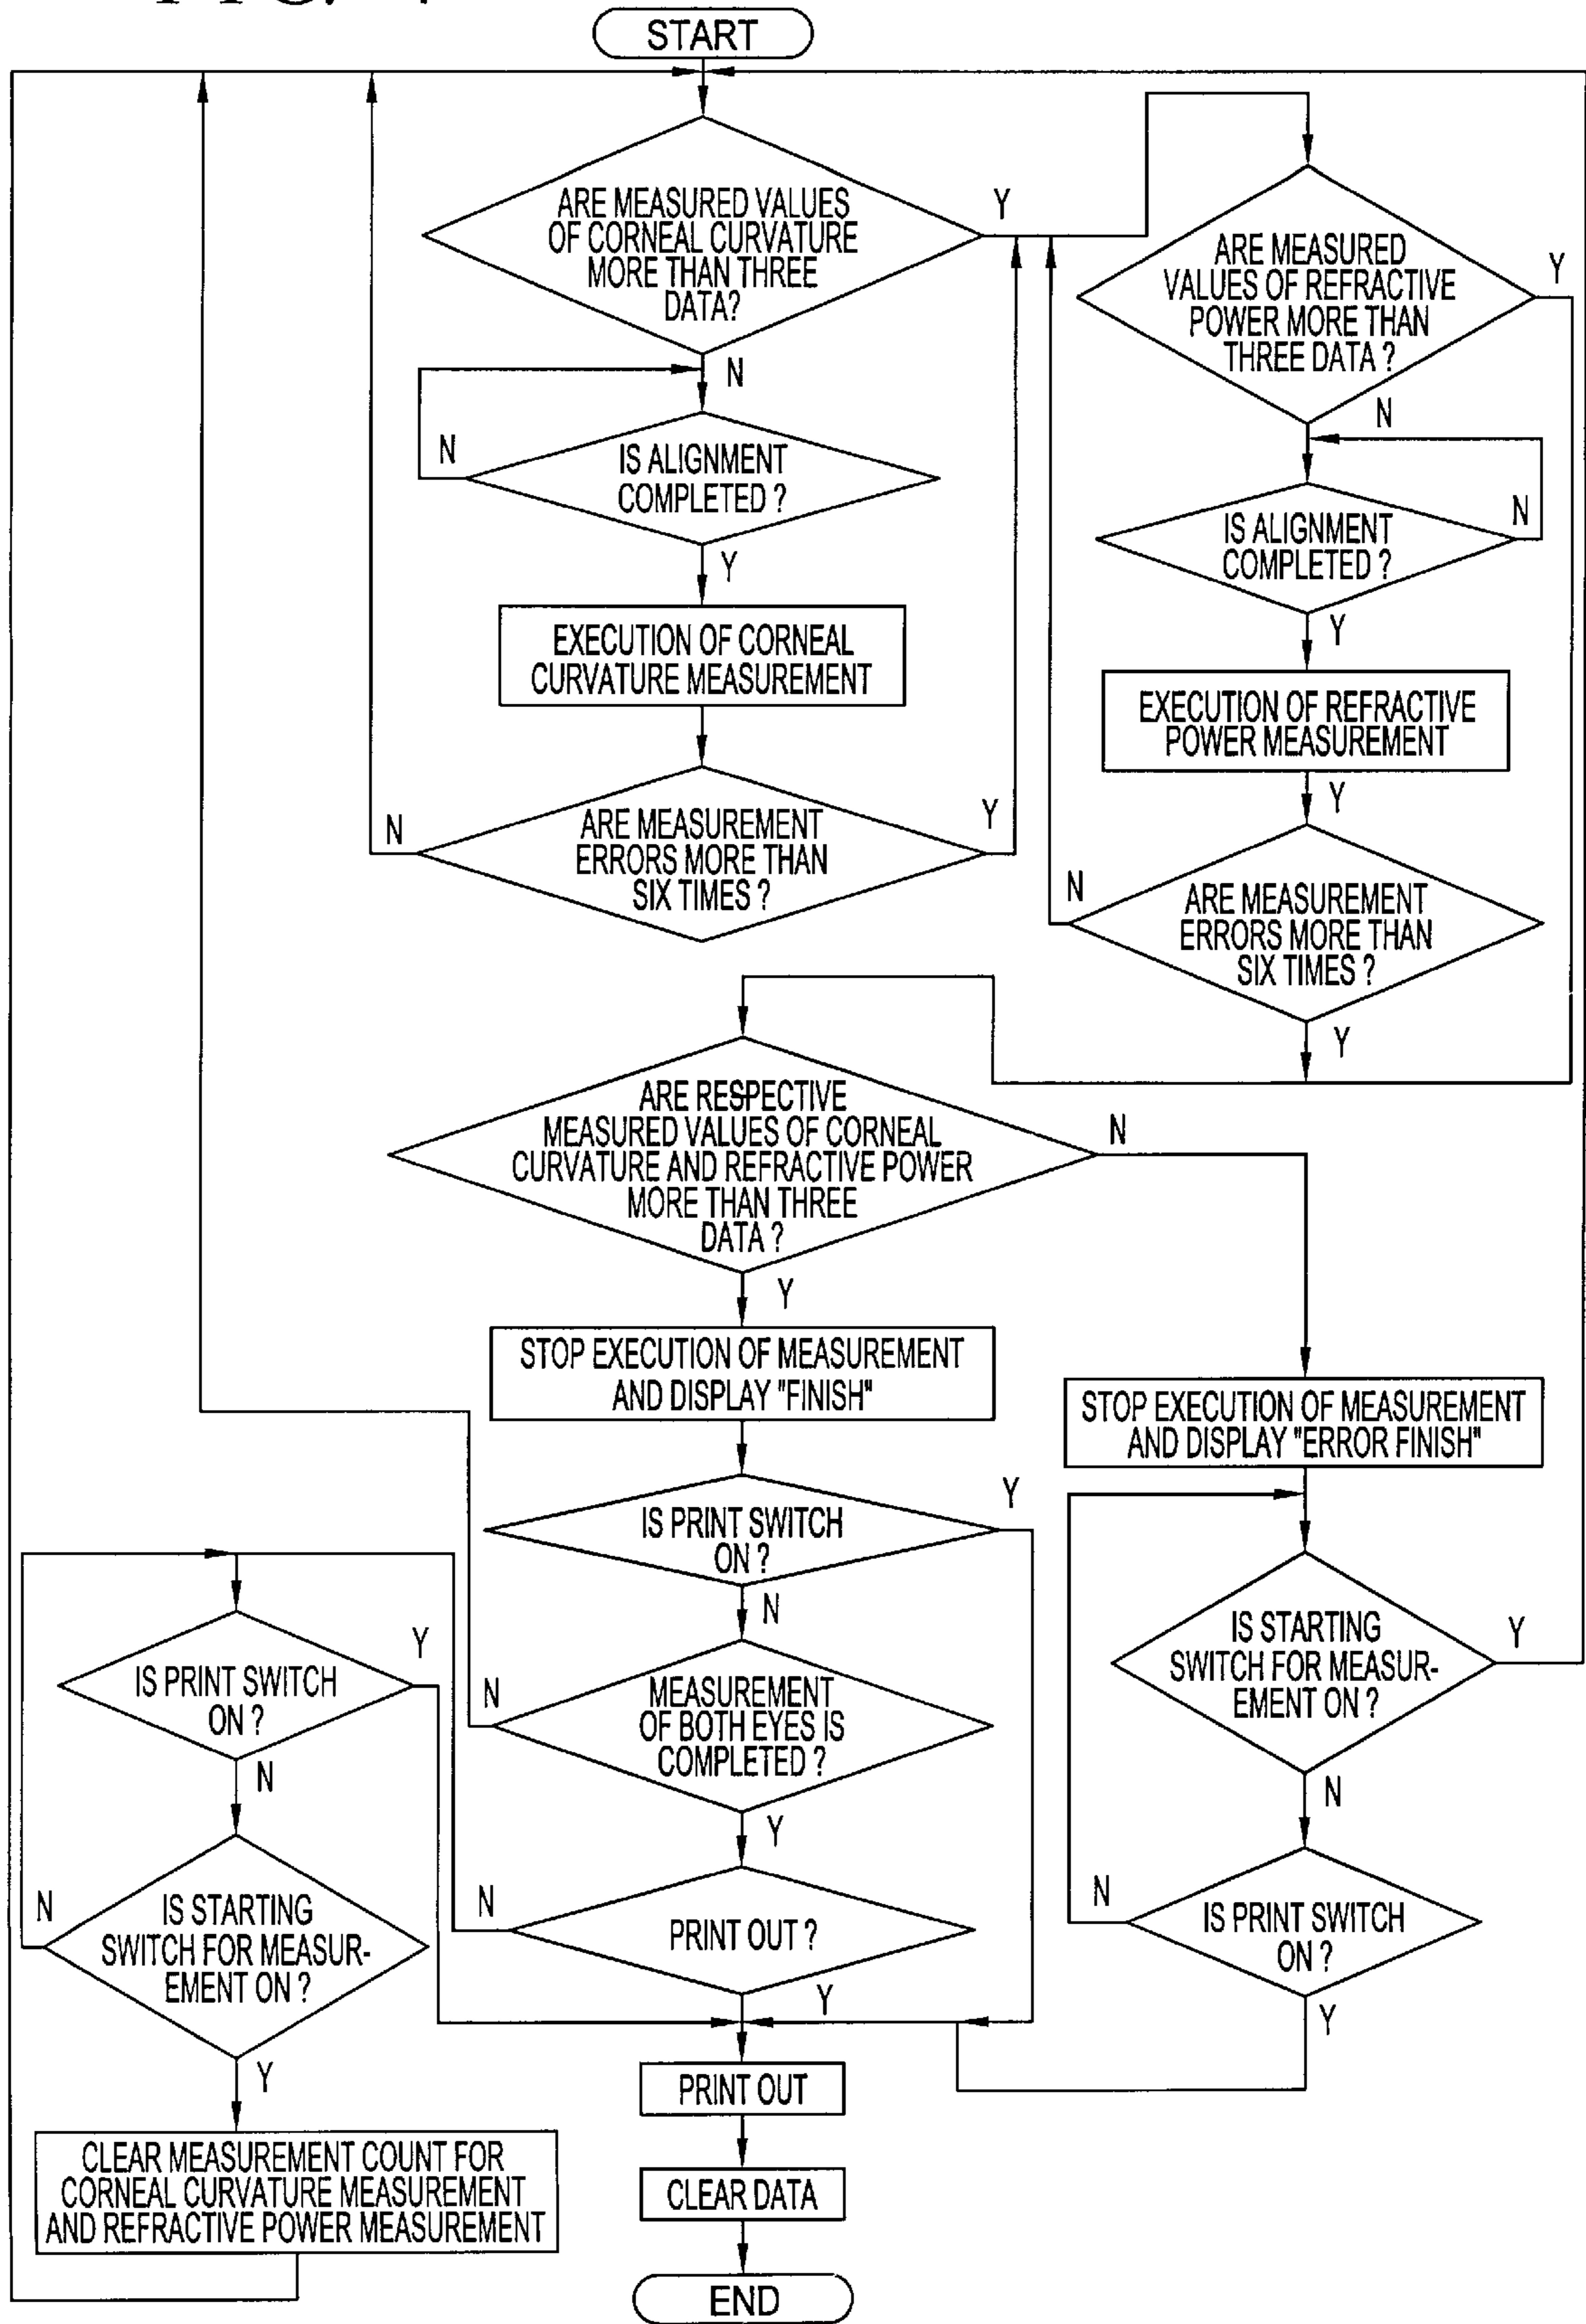 START
ARE MEASURED VALUES
OF CORNEAL CURVATURE
MORE THAN THREE
DATA?
Y
N
ARE MEASURED
VALUES OF REFRACTIVE
POWER MORE THAN
THREE DATA ?
Y
N
N
IS ALIGNMENT
COMPLETED ?
Y
IS ALIGNMENT
COMPLETED ?
N
Y
EXECUTION OF CORNEAL
CURVATURE MEASUREMENT
EXECUTION OF REFRACTIVE
POWER MEASUREMENT
Y
N
ARE MEASUREMENT
ERRORS MORE THAN
SIX TIMES ?
Y
N
ARE MEASUREMENT
ERRORS MORE THAN
SIX TIMES ?
Y
ARE RESPECTIVE
MEASURED VALUES OF CORNEAL
CURVATURE AND REFRACTIVE POWER
MORE THAN THREE
DATA ?
N
Y
STOP EXECUTION OF MEASUREMENT
AND DISPLAY "FINISH"
STOP EXECUTION OF MEASUREMENT
AND DISPLAY "ERROR FINISH"
IS PRINT SWITCH
ON ?
Y
N
IS STARTING
SWITCH FOR MEASUR-
EMENT ON ?
Y
N
IS PRINT SWITCH
ON ?
Y
N
N
MEASUREMENT
OF BOTH EYES IS
COMPLETED ?
Y
N
IS STARTING
SWITCH FOR MEASUR-
EMENT ON ?
Y
N
PRINT OUT ?
Y
N
IS PRINT SWITCH
ON ?
Y
PRINT OUT
CLEAR MEASUREMENT COUNT FOR
CORNEAL CURVATURE MEASUREMENT
AND REFRACTIVE POWER MEASUREMENT
CLEAR DATA
END